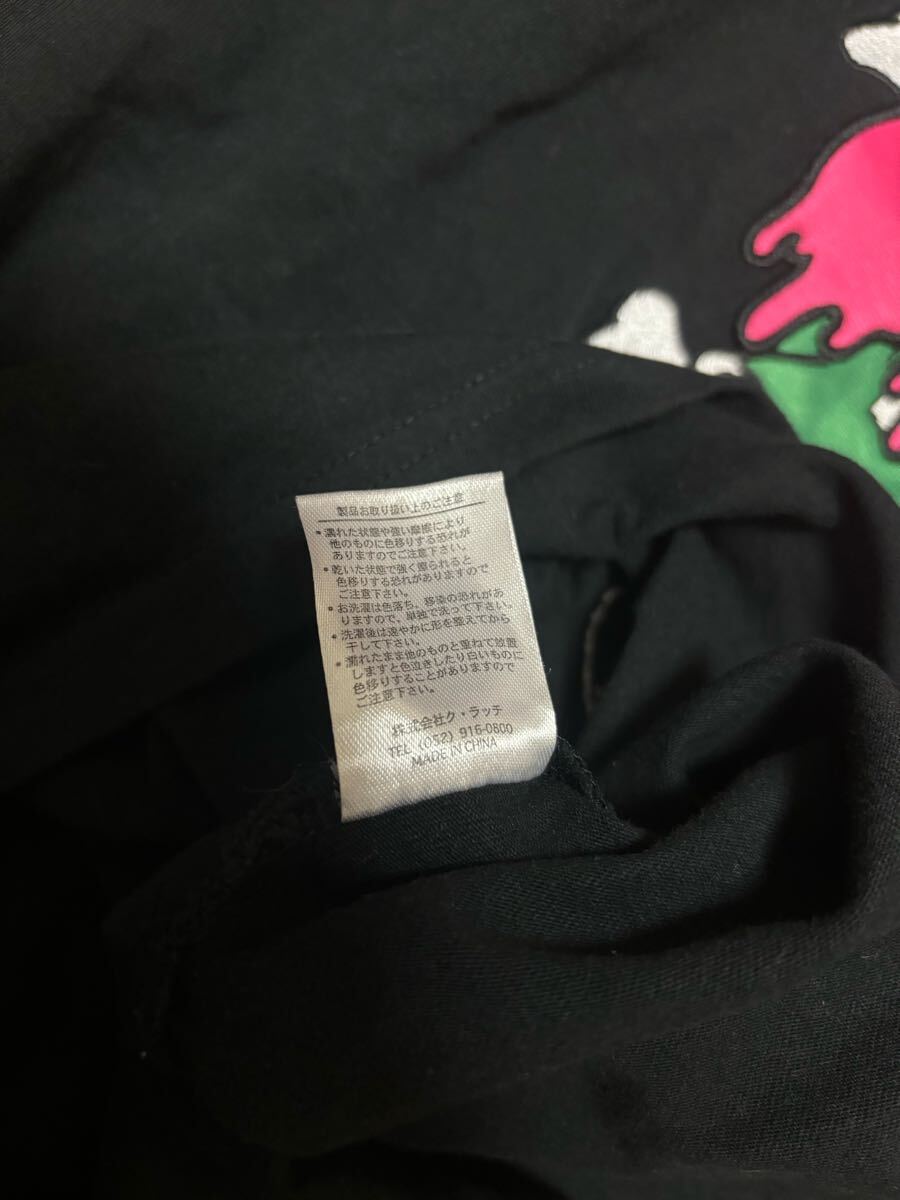 製品お取り扱い上のご注意
・濡れた状態や強い摩擦により
他のものに色移りする恐れが
ありますのでご注意下さい。
・乾いた状態で強く擦られると
色移りする恐れがありますので
ご注意下さい。
・お洗濯は色落ち、移染の恐れがあ
りますので、単独で洗って下さい。
・洗濯後は速やかに形を整えてから
干して下さい。
・濡れたまま他のものと重ねて放置
しますと色泣きしたり白いものに
色移りすることがありますので
ご注意下さい。
株式会社ク・ラッチ
TEL (052) 916-0800
MADE IN CHINA